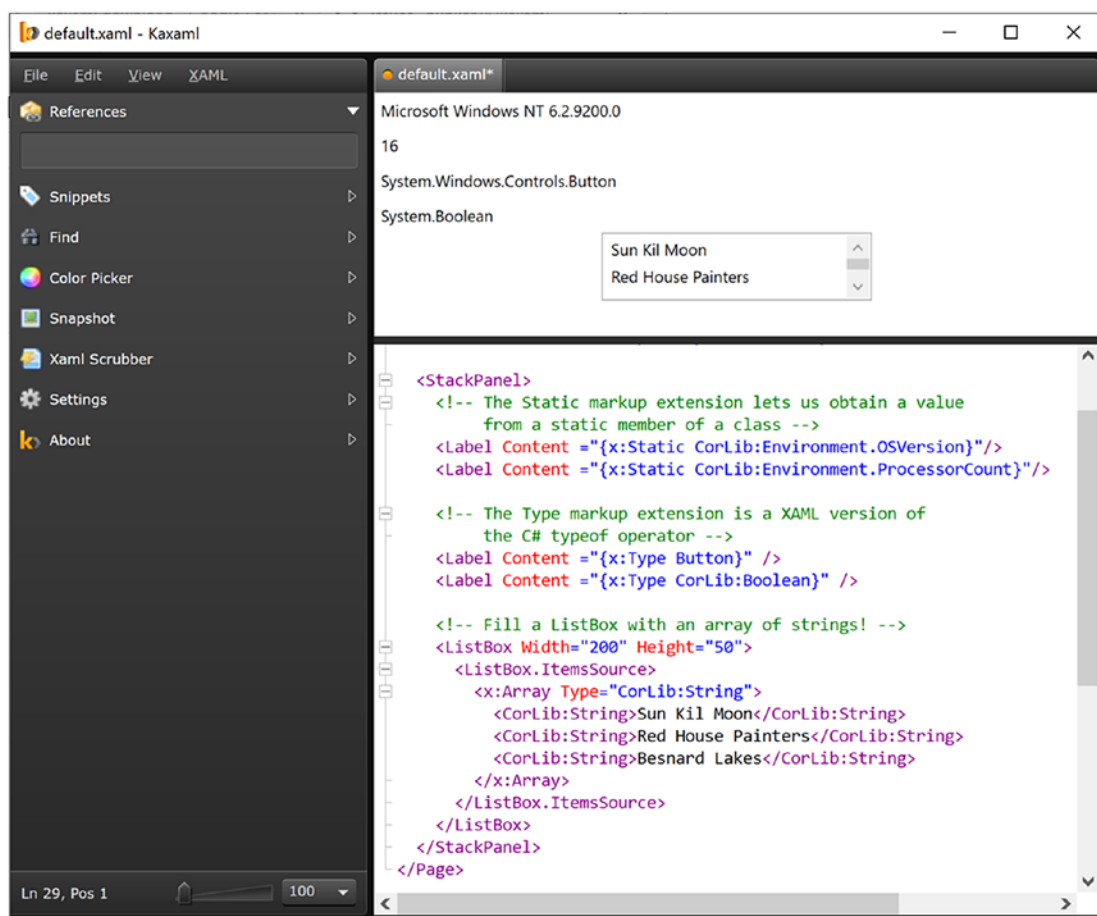 default.xaml - Kaxaml
File Edit View XAML
References
Snippets
Find
Color Picker
Snapshot
Xaml Scrubber
Settings
About
Ln 29, Pos 1
100
default.xaml*
Microsoft Windows NT 6.2.9200.0
16
System.Windows.Controls.Button
System.Boolean
Sun Kil Moon
Red House Painters
<StackPanel>
<!-- The Static markup extension lets us obtain a value
from a static member of a class -->
<Label Content ="{x:Static CorLib:Environment.OSVersion}"/>
<Label Content ="{x:Static CorLib:Environment.ProcessorCount}"/>
<!-- The Type markup extension is a XAML version of
the C# typeof operator -->
<Label Content ="{x:Type Button}" />
<Label Content ="{x:Type CorLib:Boolean}" />
<!-- Fill a ListBox with an array of strings! -->
<ListBox Width="200" Height="50">
<ListBox.ItemsSource>
<x:Array Type="CorLib:String">
<CorLib:String>Sun Kil Moon</CorLib:String>
<CorLib:String>Red House Painters</CorLib:String>
<CorLib:String>Besnard Lakes</CorLib:String>
</x:Array>
</ListBox.ItemsSource>
</ListBox>
</StackPanel>
</Page>